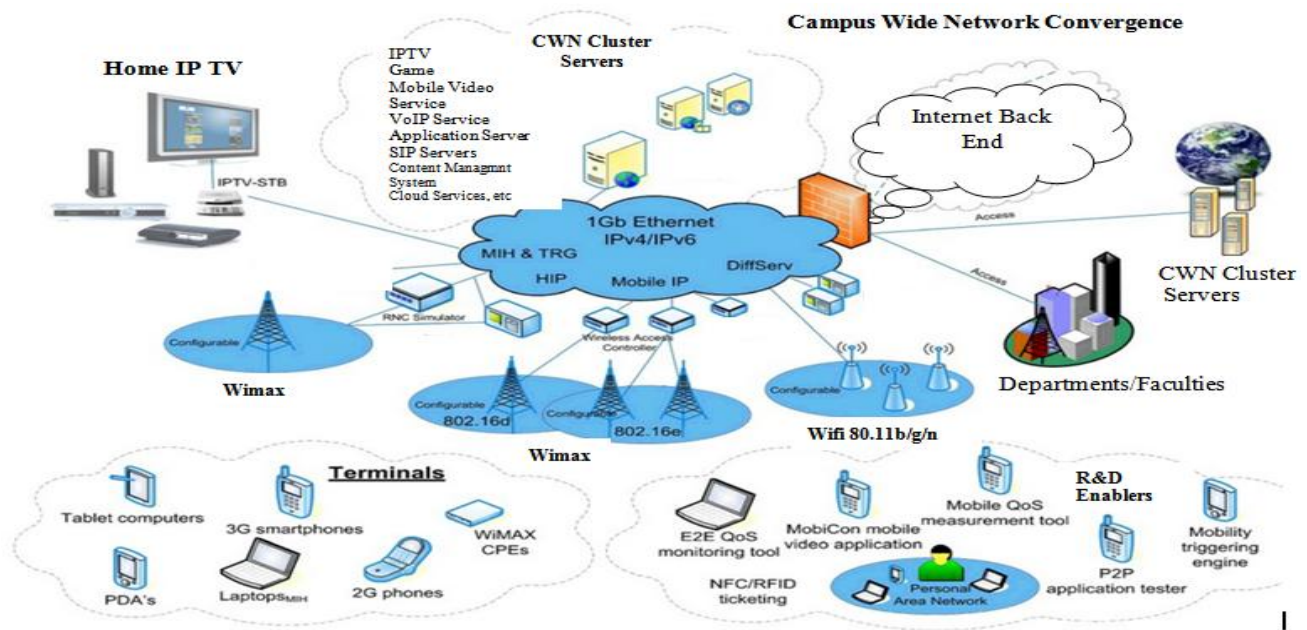 Campus Wide Network Convergence
Home IP TV
IPTV-STB
IPTV
Game
Mobile Video
Service
VoIP Service
Application Server
SIP Servers
Content Managmnt
System
Cloud Services, etc
CWN Cluster
Servers
Internet Back
End
1Gb Ethernet
IPv4/IPv6
MIH & TRG
HIP
Mobile IP
DiffServ
Access
Access
CWN Cluster
Servers
Departments/Faculties
RNC Simulator
Configurable
Wimax
Wireless Access
Controller
Configurable
802.16d
Configurable
802.16e
Wimax
Configurable
Wifi 80.11b/g/n
Terminals
Tablet computers
3G smartphones
WiMAX
CPEs
PDA's
Laptops MIH
2G phones
R&D
Enablers
E2E QoS
monitoring tool
MobiCon mobile
video application
Mobile QoS
measurement tool
Mobility
triggering
engine
P2P
application tester
NFC/RFID
ticketing
Personal
Area Network